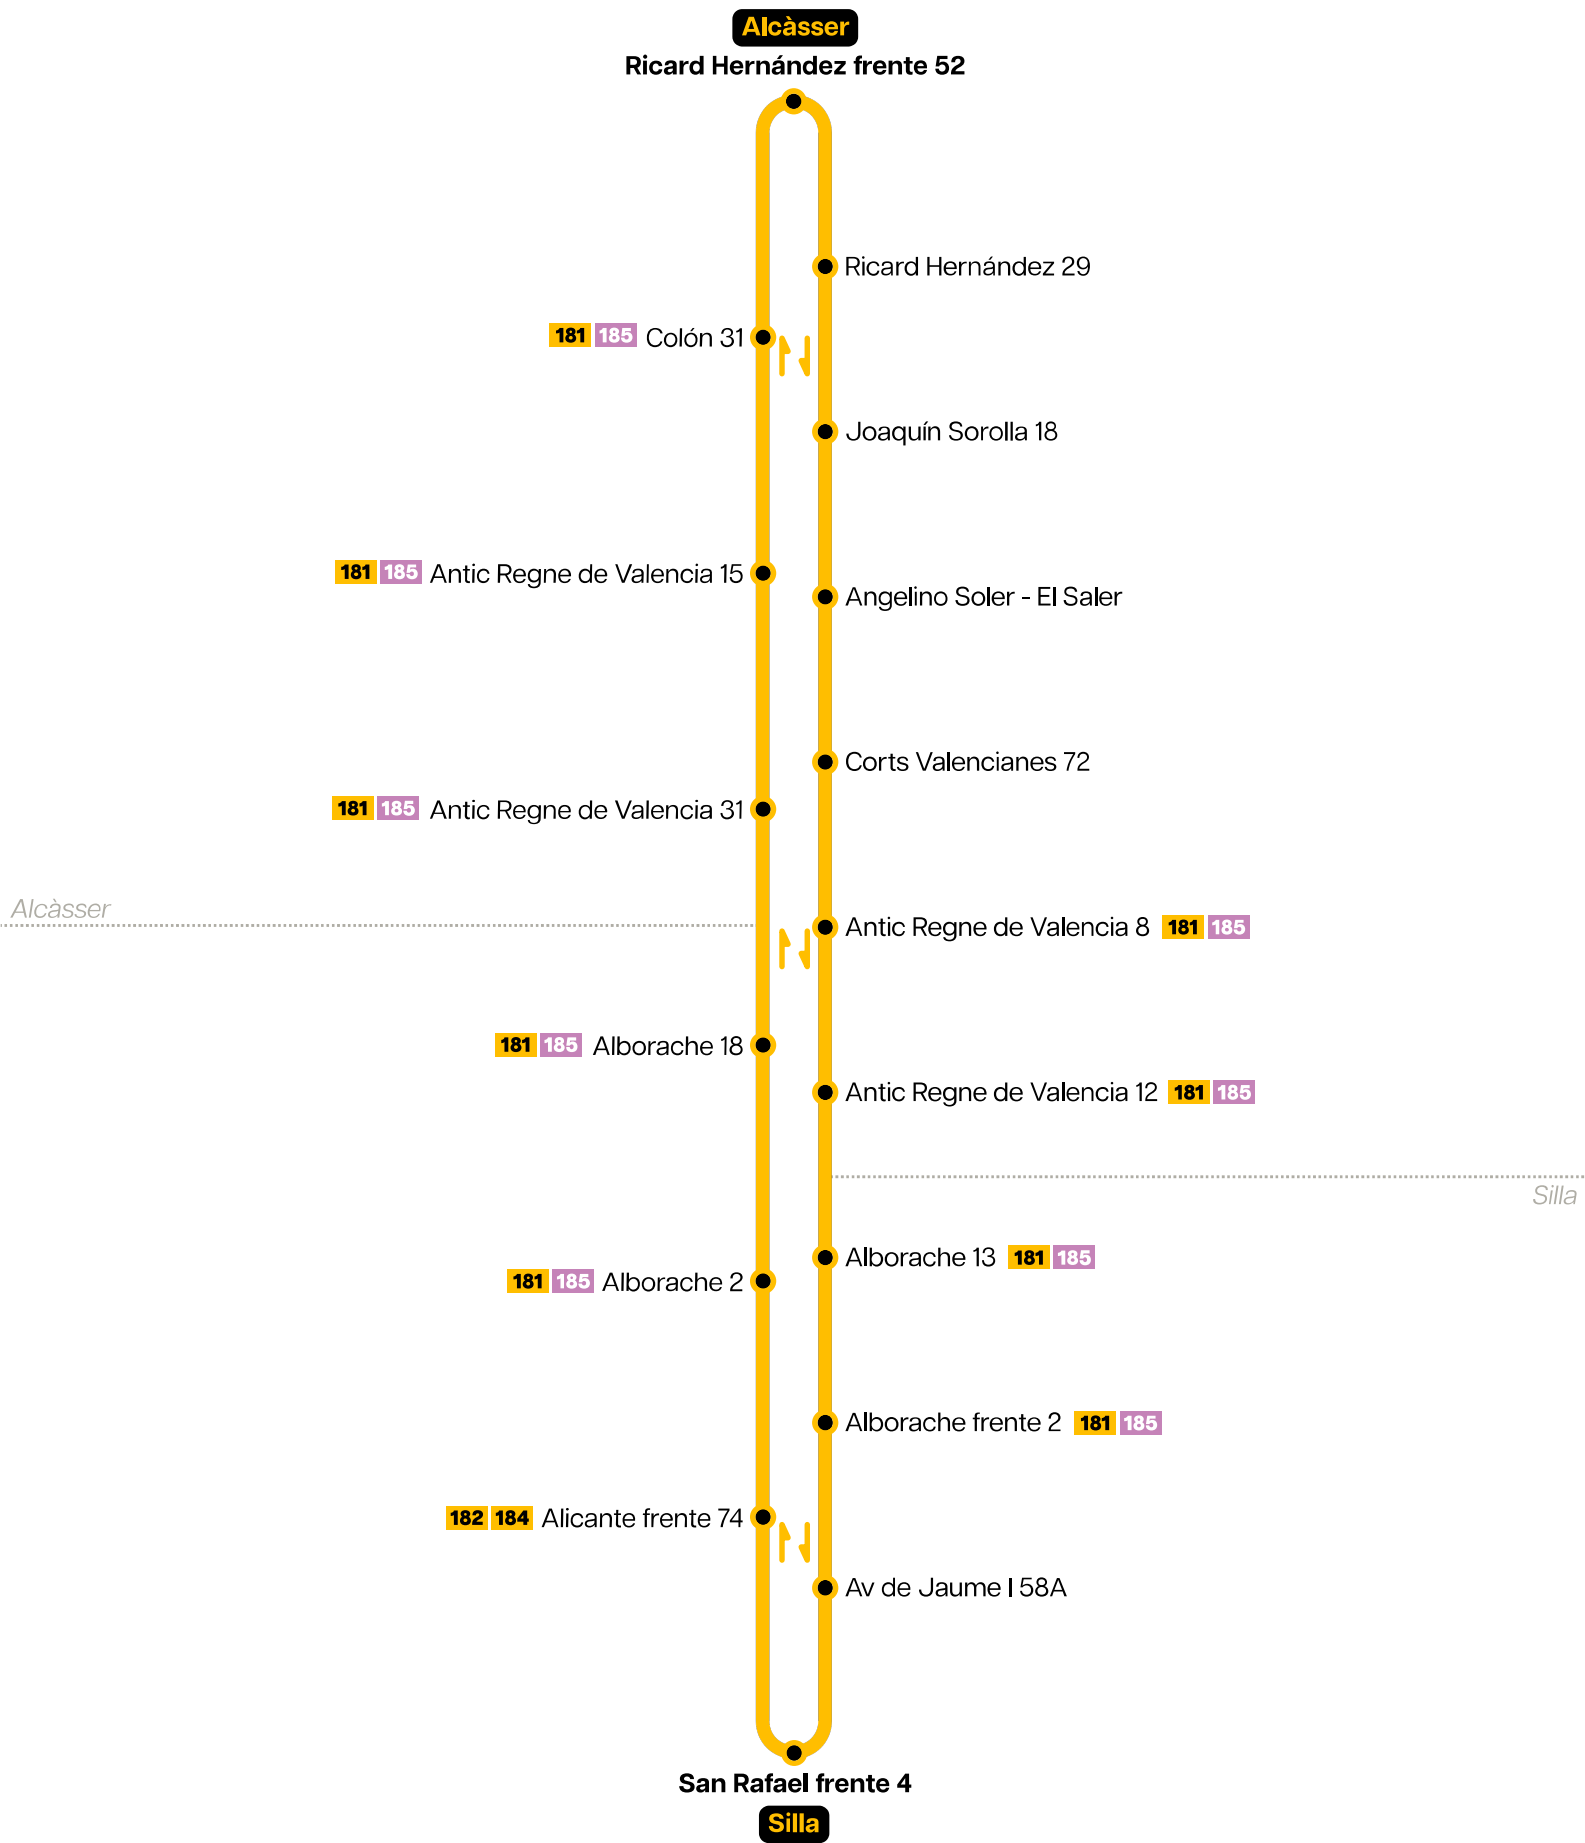 Alcàsser
Ricard Hernández frente 52
Ricard Hernández 29
181 185 Colón 31
Joaquín Sorolla 18
181 185 Antic Regne de Valencia 15
Angelino Soler - El Saler
Corts Valencianes 72
181 185 Antic Regne de Valencia 31
Alcàsser
Antic Regne de Valencia 8 181 185
181 185 Alborache 18
Antic Regne de Valencia 12 181 185
Silla
Alborache 13 181 185
181 185 Alborache 2
Alborache frente 2 181 185
182 184 Alicante frente 74
Av de Jaume I 58A
San Rafael frente 4
Silla